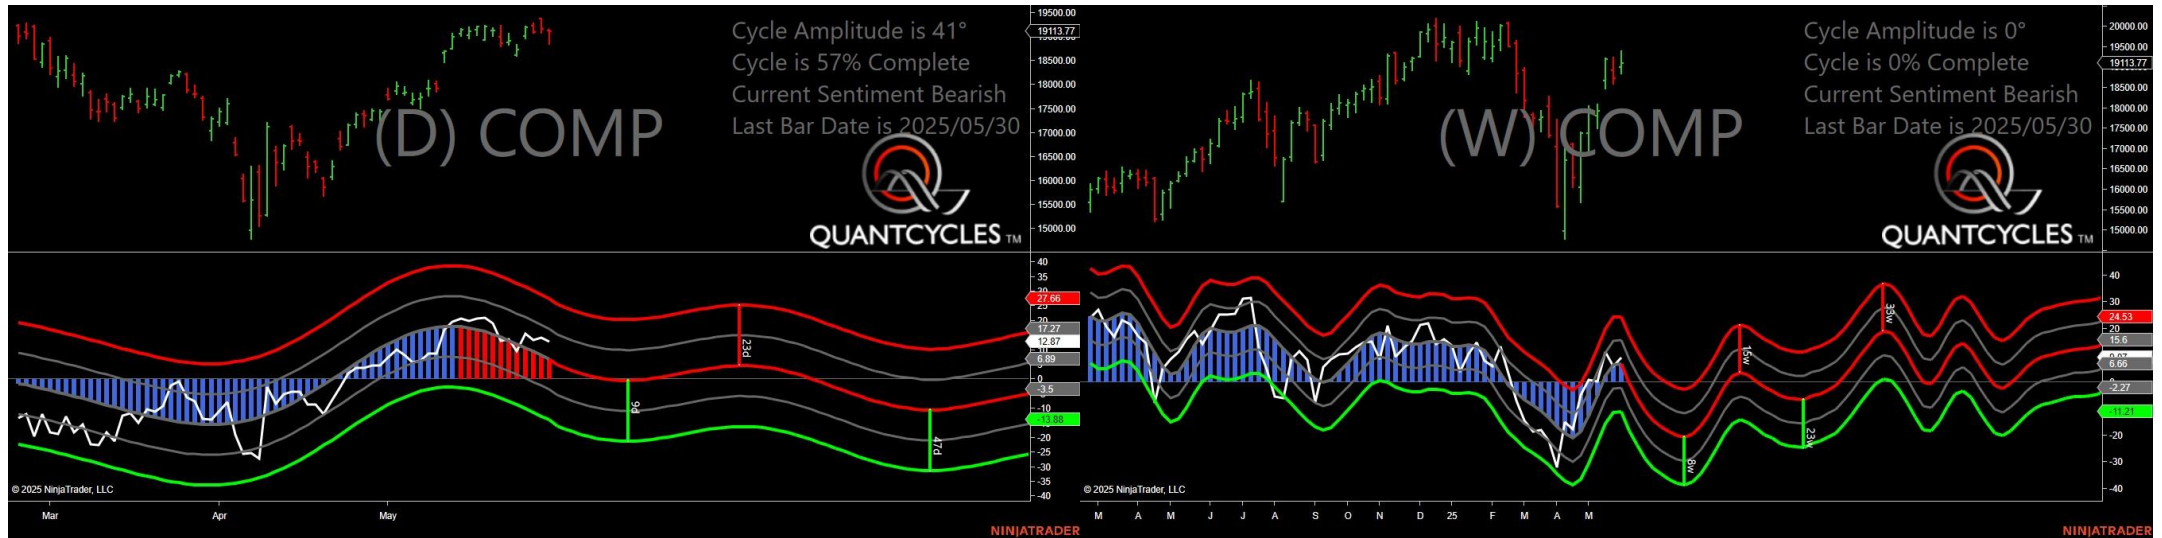 Cycle Amplitude is 41°
Cycle is 57% Complete
Current Sentiment Bearish
Last Bar Date is 2025/05/30
(D) COMP
QUANTCYCLES TM
19500.00
19113.77
18500.00
18000.00
17500.00
17000.00
16500.00
16000.00
15500.00
15000.00
40
35
27.66
20
17.27
12.87
6.89
0
-3.5
-10
-13.88
-20
-25
-30
-35
-40
9d
23d
47d
© 2025 NinjaTrader, LLC
Mar Apr May
NINJATRADER
Cycle Amplitude is 0°
Cycle is 0% Complete
Current Sentiment Bearish
Last Bar Date is 2025/05/30
(W) COMP
QUANTCYCLES TM
20000.00
19500.00
19113.77
18500.00
18000.00
17500.00
17000.00
16500.00
16000.00
15500.00
15000.00
40
30
24.53
20
15.6
6.66
-2.27
-11.21
-20
-30
-40
8w
15w
23w
33w
© 2025 NinjaTrader, LLC
M A M J J A S O N D 25 F M A M
NINJATRADER